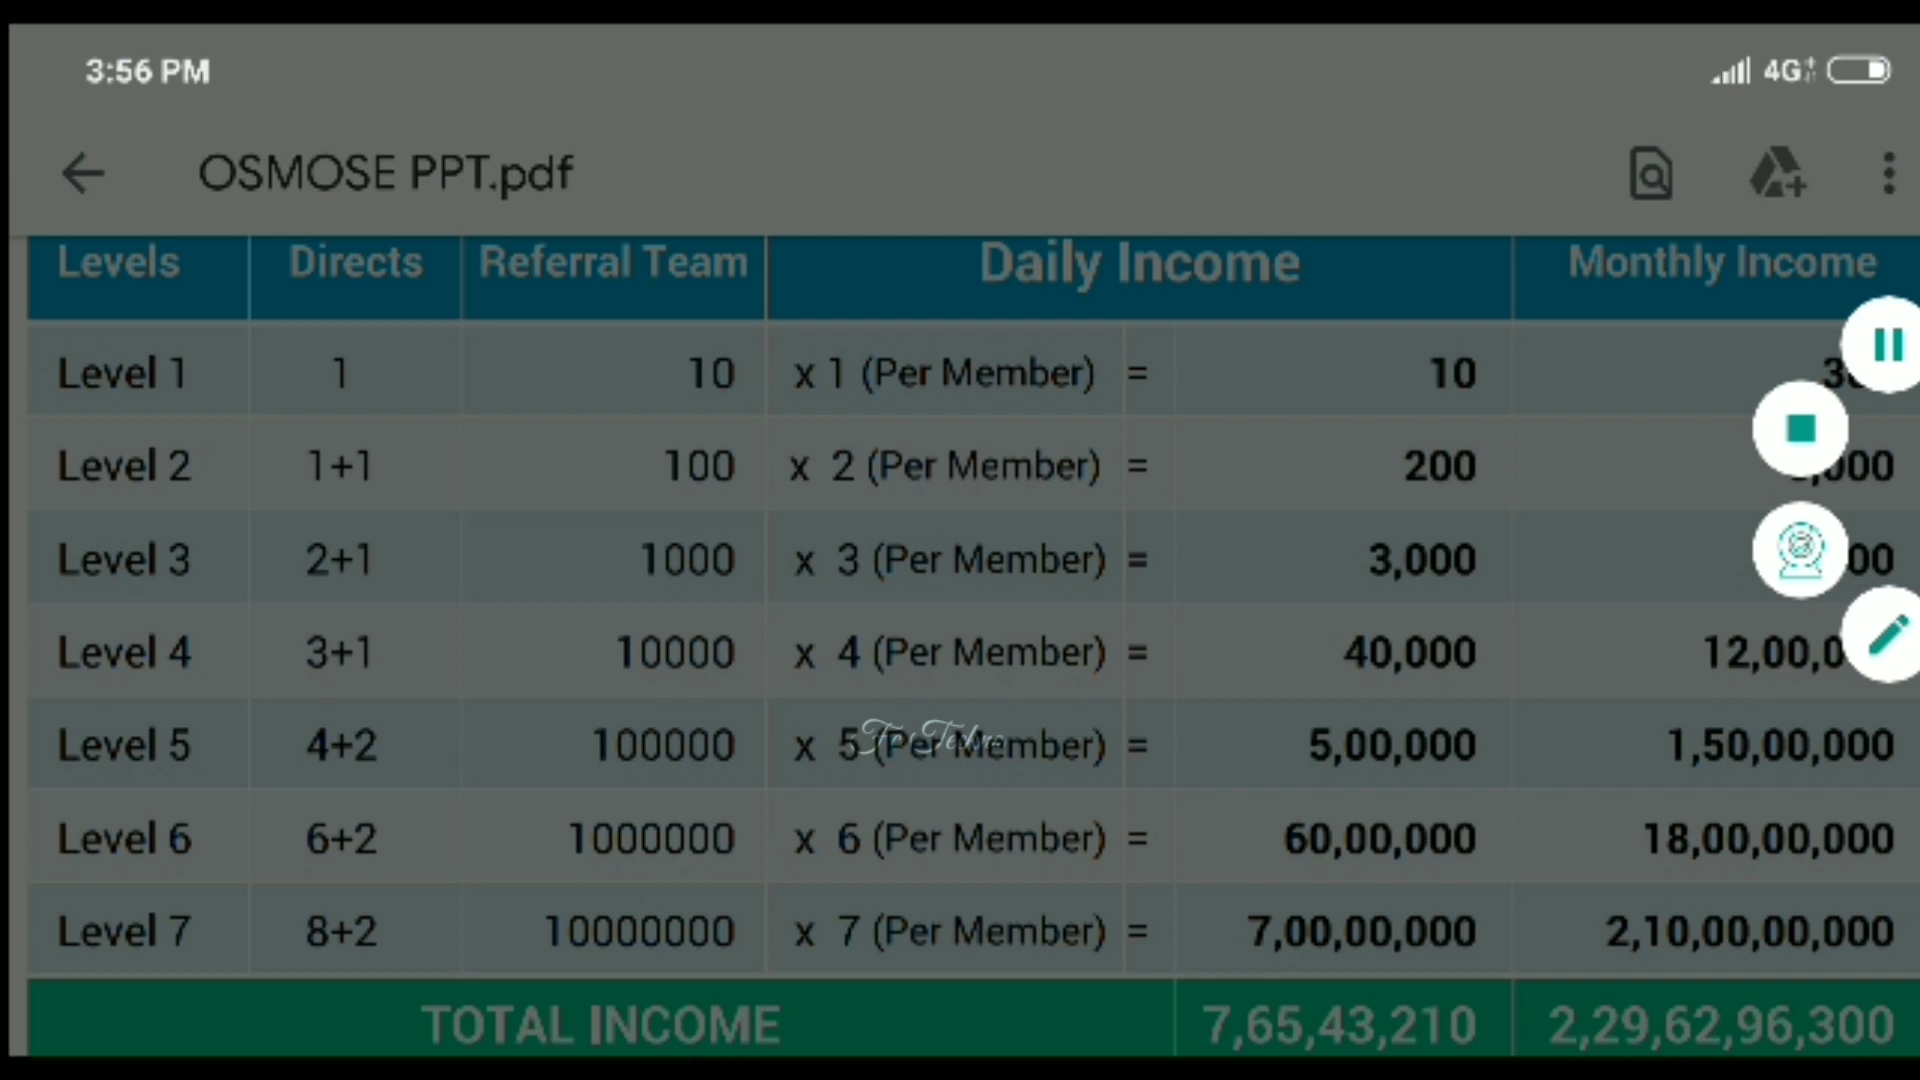 3:56 PM 4G+
OSMOSE PPT.pdf
Levels Directs Referral Team Daily Income Monthly Income
Level 1 1 10 x 1 (Per Member) = 10
Level 2 1+1 100 x 2 (Per Member) = 200
Level 3 2+1 1000 x 3 (Per Member) = 3,000
Level 4 3+1 10000 x 4 (Per Member) = 40,000 12,00,0
Level 5 4+2 100000 x 5 (Per Member) = 5,00,000 1,50,00,000
Level 6 6+2 1000000 x 6 (Per Member) = 60,00,000 18,00,00,000
Level 7 8+2 10000000 x 7 (Per Member) = 7,00,00,000 2,10,00,00,000
TOTAL INCOME 7,65,43,210 2,29,62,96,300